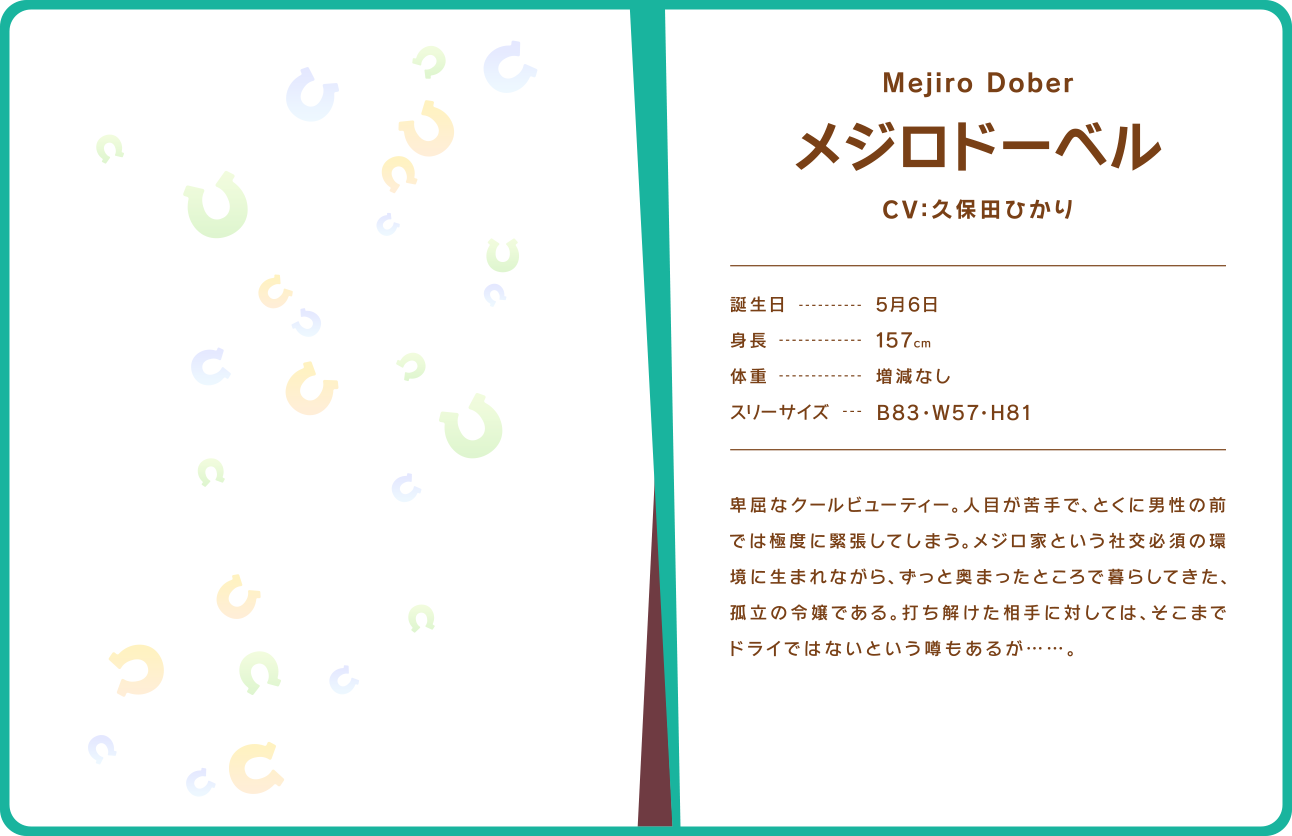 Mejiro Dober
メジロドーベル
CV:久保田ひかり
誕生日 ---------- 5月6日
身長 ------------- 157cm
体重 ------------- 増減なし
スリーサイズ --- B83・W57・H81
卑屈なクールビューティー。人目が苦手で、とくに男性の前
では極度に緊張してしまう。メジロ家という社交必須の環
境に生まれながら、ずっと奥まったところで暮らしてきた、
孤立の令嬢である。打ち解けた相手に対しては、そこまで
ドライではないという噂もあるが……。